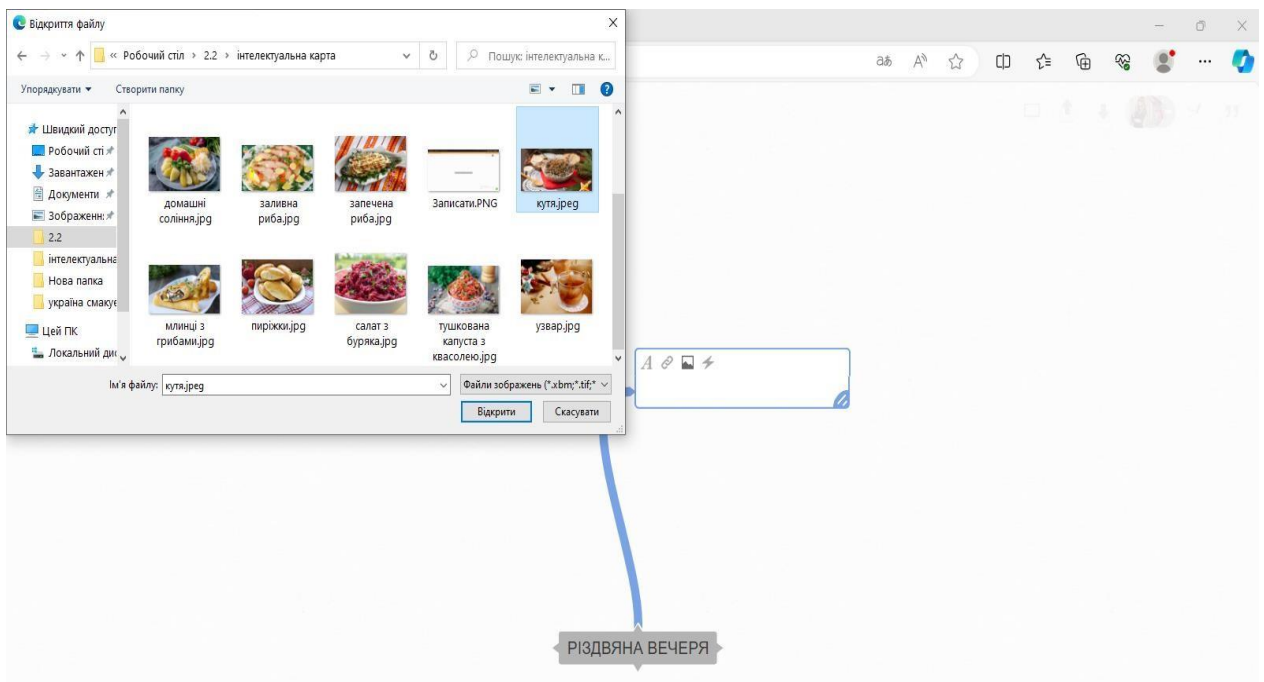 Відкриття файлу
« Робочий стіл › 2.2 › інтелектуальна карта
Пошук: інтелектуальна к...
Упорядкувати
Створити папку
Швидкий доступ
Робочий сті
Завантажен
Документи
Зображенн:
2.2
інтелектуальна
Нова папка
україна смакує
Цей ПК
Локальний дис
домашні
соління.jpg
заливна
риба.jpg
запечена
риба.jpg
Записати.PNG
кутя.jpeg
млинці з
грибами.jpg
пиріжки.jpg
салат з
буряка.jpg
тушкована
капуста з
квасолею.jpg
узвар.jpg
Ім'я файлу: кутя.jpeg
Файли зображень (*.xbm;*.tif;*
Відкрити
Скасувати
аあ
A
РІЗДВЯНА ВЕЧЕРЯ